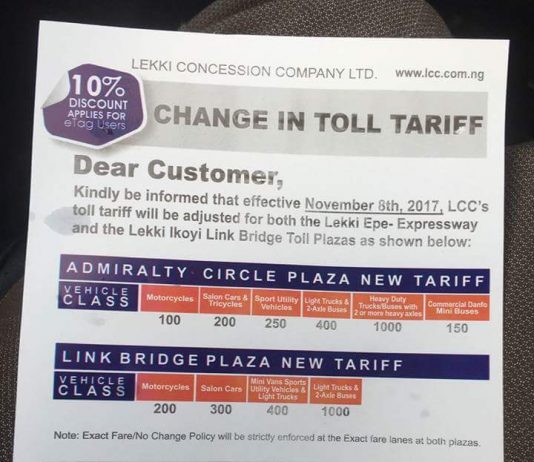 LEKKI CONCESSION COMPANY LTD. www.lcc.com.ng
10%
DISCOUNT
APPLIES FOR
eTag Users
CHANGE IN TOLL TARIFF
Dear Customer,
Kindly be informed that effective November 8th, 2017, LCC's
toll tariff will be adjusted for both the Lekki Epe- Expressway
and the Lekki Ikoyi Link Bridge Toll Plazas as shown below:
ADMIRALTY CIRCLE PLAZA NEW TARIFF
VEHICLE
CLASS
Motorcycles
Salon Cars &
Tricycles
Sport Utility
Vehicles
Light Trucks &
2-Axle Buses
Heavy Duty
Trucks/Buses with
2 or more heavy axles
Commercial Danfo
Mini Buses
100 200 250 400 1000 150
LINK BRIDGE PLAZA NEW TARIFF
VEHICLE
CLASS
Motorcycles
Salon Cars
Mini Vans Sports
Utility Vehicles &
Light Trucks
Light Trucks &
2-Axle Buses
200 300 400 1000
Note: Exact Fare/No Change Policy will be strictly enforced at the Exact fare lanes at both plazas.